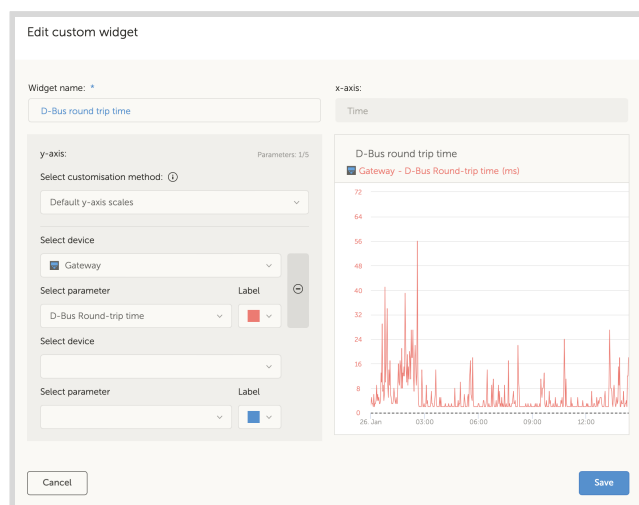 Edit custom widget
Widget name: *
x-axis:
D-Bus round trip time
Time
y-axis:
Parameters: 1/5
Select customisation method:
Default y-axis scales
Select device
Gateway
Select parameter
Label
D-Bus Round-trip time
Select device
Select parameter
Label
D-Bus round trip time
Gateway - D-Bus Round-trip time (ms)
72
64
56
48
40
32
24
16
8
0
26. Jan
03:00
06:00
09:00
12:00
Cancel
Save